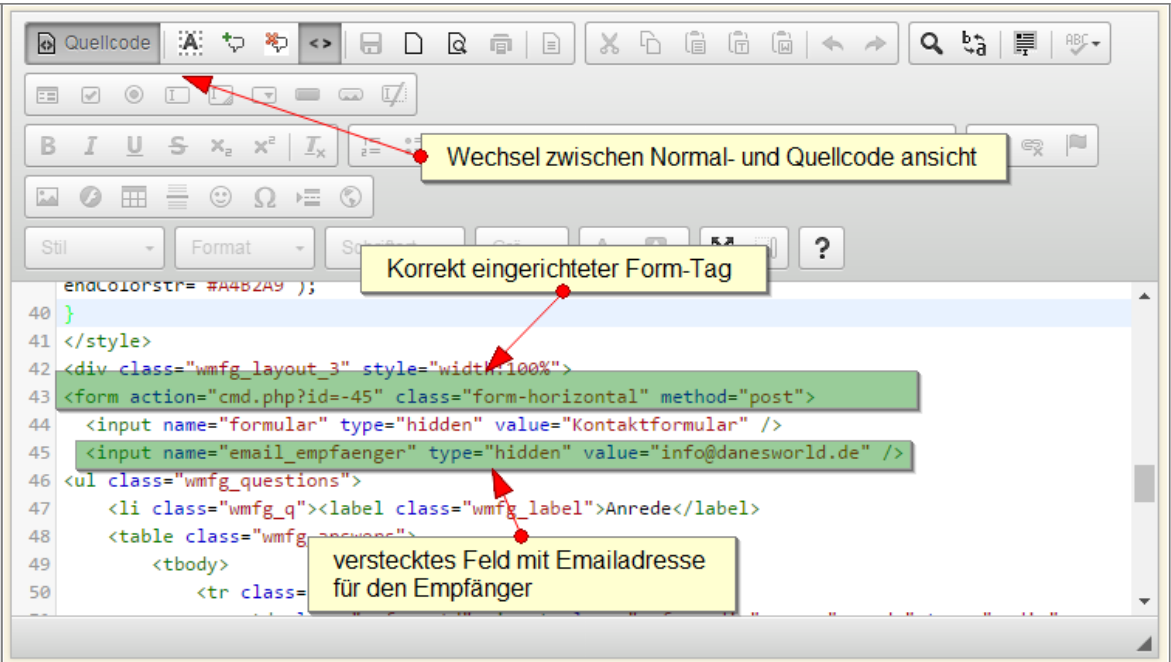 Quellcode
ABC
B I U S x₂ x² Iₓ
Wechsel zwischen Normal- und Quellcode ansicht
Ω
Stil
Format
?
Korrekt eingerichteter Form-Tag
endColorstr='#A4B2A9');
40 }
41 </style>
42 <div class="wmfg_layout_3" style="width:100%">
43 <form action="cmd.php?id=-45" class="form-horizontal" method="post">
44 <input name="formular" type="hidden" value="Kontaktformular" />
45 <input name="email_empfaenger" type="hidden" value="info@danesworld.de" />
46 <ul class="wmfg_questions">
47 <li class="wmfg_q"><label class="wmfg_label">Anrede</label>
48 <table class="wmfg_answers">
49 <tbody>
50 <tr class=
versteckte​s Feld mit Emailadresse
für den Empfänger